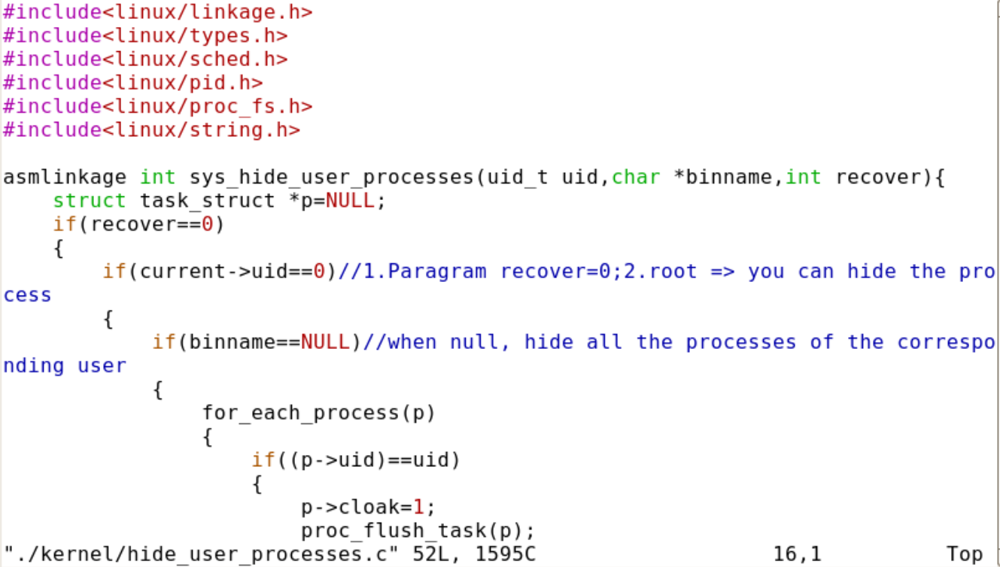 #include<linux/linkage.h>
#include<linux/types.h>
#include<linux/sched.h>
#include<linux/pid.h>
#include<linux/proc_fs.h>
#include<linux/string.h>

asmlinkage int sys_hide_user_processes(uid_t uid,char *binname,int recover){
    struct task_struct *p=NULL;
    if(recover==0)
    {
        if(current->uid==0)//1.Paragram recover=0;2.root => you can hide the pro
cess
        {
            if(binname==NULL)//when null, hide all the processes of the correspo
nding user
            {
                for_each_process(p)
                {
                    if((p->uid)==uid)
                    {
                        p->cloak=1;
                        proc_flush_task(p);
"./kernel/hide_user_processes.c" 52L, 1595C                   16,1          Top